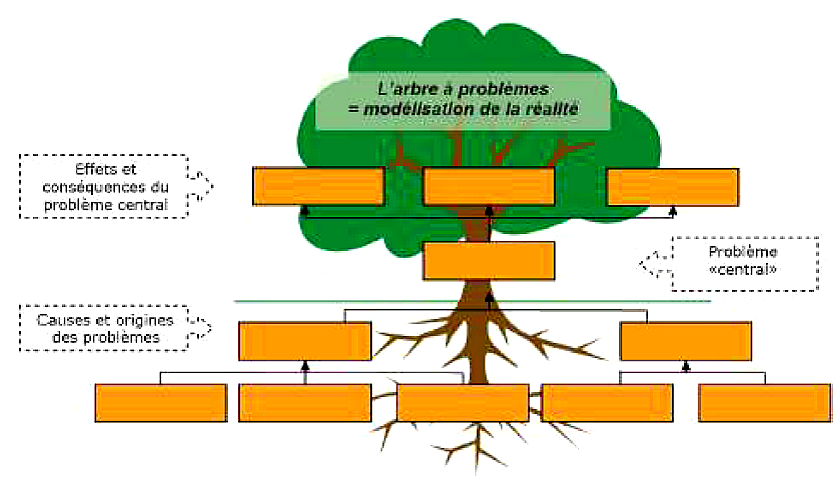 L'arbre à problèmes
= modélisation de la réalité
Effets et
conséquences du
problème central
Problème
«central»
Causes et origines
des problèmes